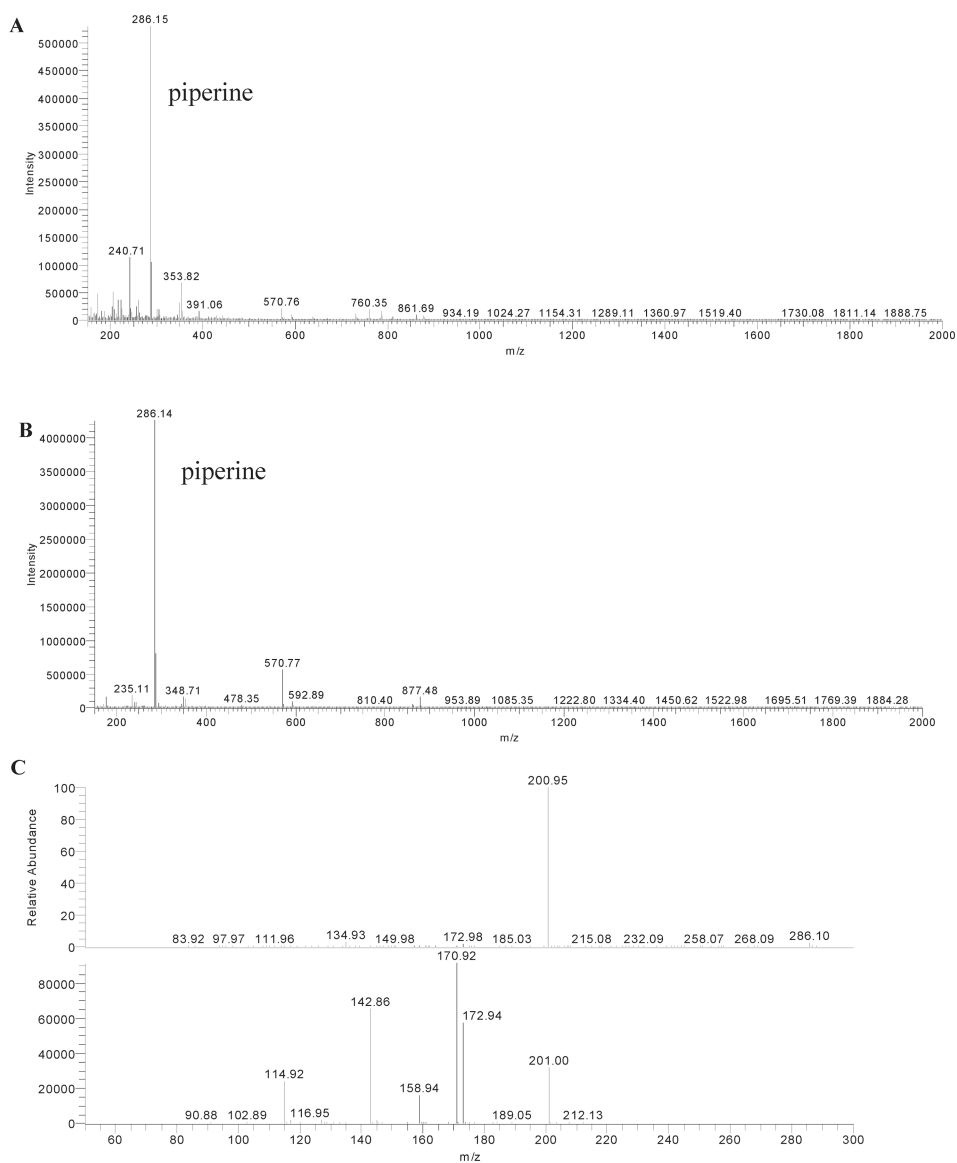 A
286.15
500000
450000
piperine
400000
350000
300000
Intensity
250000
200000
150000
240.71
100000
353.82
50000
391.06 570.76 760.35 861.69 934.19 1024.27 1154.31 1289.11 1360.97 1519.40 1730.08 1811.14 1888.75
0
200 400 600 800 1000 1200 1400 1600 1800 2000
m/z
B
286.14
4000000
piperine
3500000
3000000
2500000
Intensity
2000000
1500000
1000000
570.77
500000
235.11 348.71 478.35 592.89 810.40 877.48 953.89 1085.35 1222.80 1334.40 1450.62 1522.98 1695.51 1769.39 1884.28
0
200 400 600 800 1000 1200 1400 1600 1800 2000
m/z
C
200.95
100
80
60
Relative Abundance
40
20
83.92 97.97 111.96 134.93 149.98 172.98 185.03 215.08 232.09 258.07 268.09 286.10
0
170.92
80000
142.86
172.94
60000
40000
201.00
114.92
20000
158.94
90.88 102.89 116.95 189.05 212.13
0
60 80 100 120 140 160 180 200 220 240 260 280 300
m/z